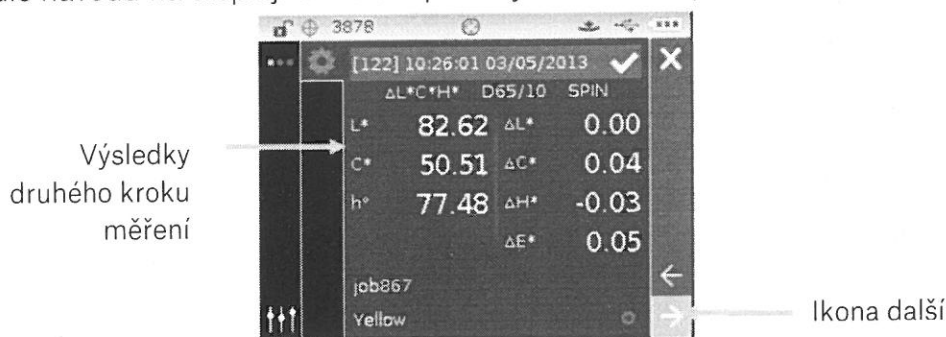 3878
[122] 10:26:01 03/05/2013
ΔL*C*H* D65/10 SPIN
L* 82.62 ΔL* 0.00
C* 50.51 ΔC* 0.04
h° 77.48 ΔH* -0.03
ΔE* 0.05
job867
Yellow
Výsledky
druhého kroku
měření
Ikona další